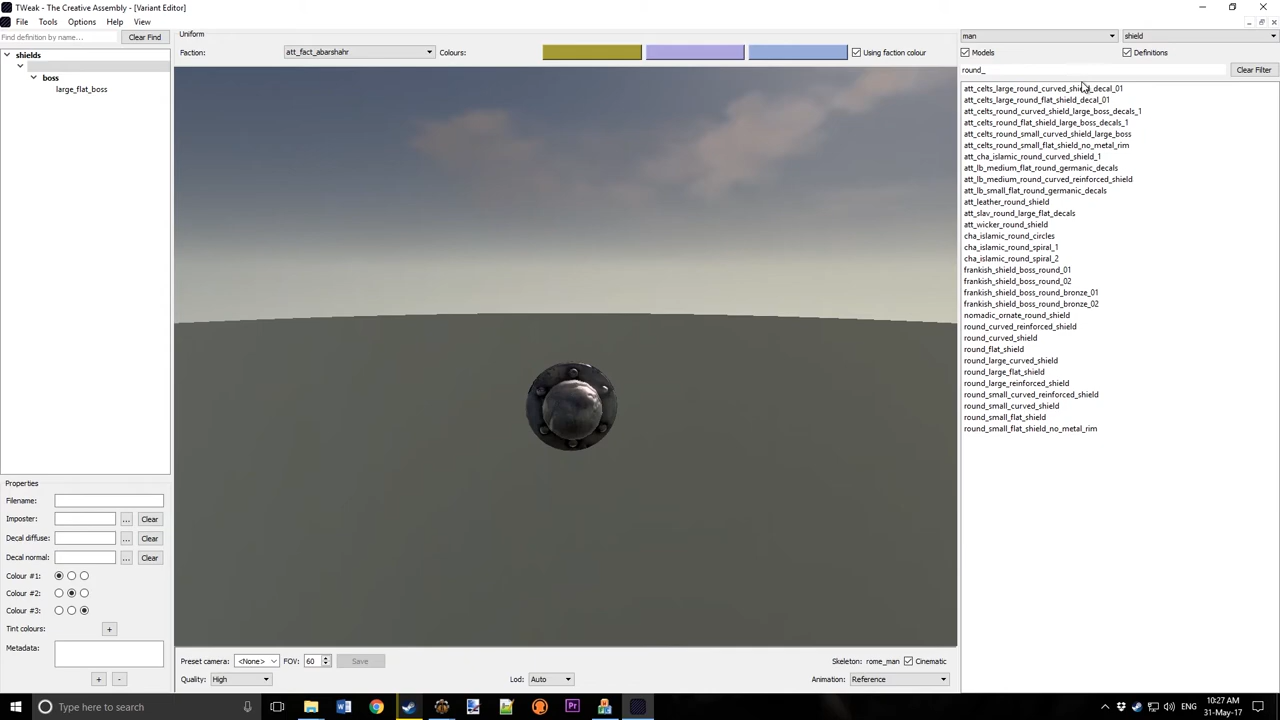 TWeak - The Creative Assembly - [Variant Editor]
File Tools Options Help View
Find definition by name... Clear Find
shields
boss
large_flat_boss
Properties
Filename:
Imposter: ... Clear
Decal diffuse: ... Clear
Decal normal: ... Clear
Colour #1:
Colour #2:
Colour #3:
Tint colours: +
Metadata:
+ -
Uniform
Faction: att_fact_abarshahr Colours: Using faction colour
Preset camera: <None> FOV: 60 Save Skeleton: rome_man Cinematic
Quality: High Lod: Auto Animation: Reference
man shield
Models Definitions
round_ Clear Filter
att_celts_large_round_curved_shield_decal_01
att_celts_large_round_flat_shield_decal_01
att_celts_round_curved_shield_large_boss_decals_1
att_celts_round_flat_shield_large_boss_decals_1
att_celts_round_small_curved_shield_large_boss
att_celts_round_small_flat_shield_no_metal_rim
att_cha_islamic_round_curved_shield_1
att_lb_medium_flat_round_germanic_decals
att_lb_medium_round_curved_reinforced_shield
att_lb_small_flat_round_germanic_decals
att_leather_round_shield
att_slav_round_large_flat_decals
att_wicker_round_shield
cha_islamic_round_circles
cha_islamic_round_spiral_1
cha_islamic_round_spiral_2
frankish_shield_boss_round_01
frankish_shield_boss_round_02
frankish_shield_boss_round_bronze_01
frankish_shield_boss_round_bronze_02
nomadic_ornate_round_shield
round_curved_reinforced_shield
round_curved_shield
round_flat_shield
round_large_curved_shield
round_large_flat_shield
round_large_reinforced_shield
round_small_curved_reinforced_shield
round_small_curved_shield
round_small_flat_shield
round_small_flat_shield_no_metal_rim
Type here to search
10:27 AM
31-May-17